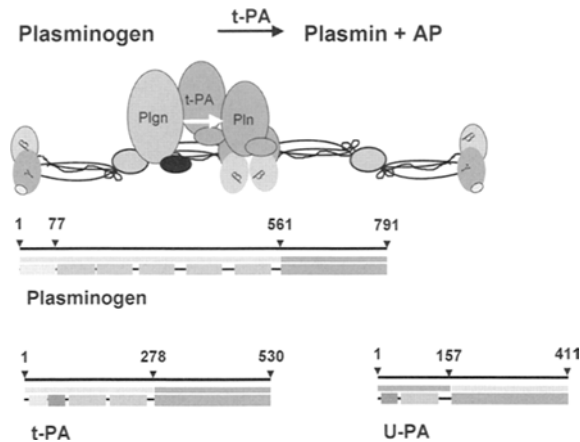 t-PA
Plasminogen Plasmin + AP
t-PA
Plgn Pln
β β
γ γ
β β
1 77 561 791
Plasminogen
1 278 530 1 157 411
t-PA U-PA